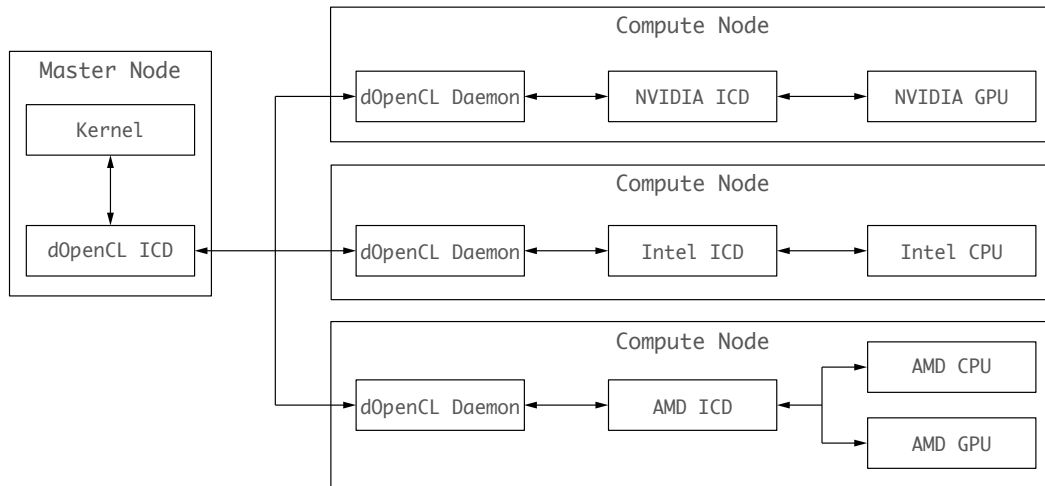 Master Node
Kernel
dOpenCL ICD
Compute Node
dOpenCL Daemon
NVIDIA ICD
NVIDIA GPU
Compute Node
dOpenCL Daemon
Intel ICD
Intel CPU
Compute Node
dOpenCL Daemon
AMD ICD
AMD CPU
AMD GPU